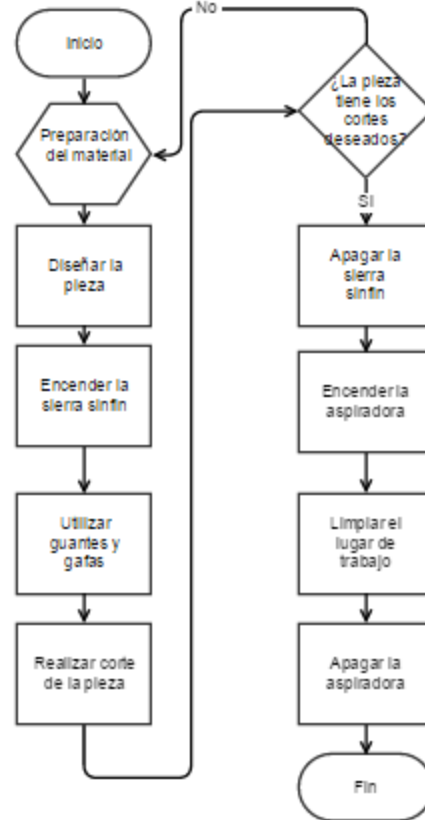 Inicio
Preparación
del material
Diseñar la
pieza
Encender la
sierra sinfín
Utilizar
guantes y
gafas
Realizar corte
de la pieza
No
¿La pieza
tiene los
cortes
deseados?
SI
Apagar la
sierra
sinfín
Encender la
aspiradora
Limpiar el
lugar de
trabajo
Apagar la
aspiradora
Fin